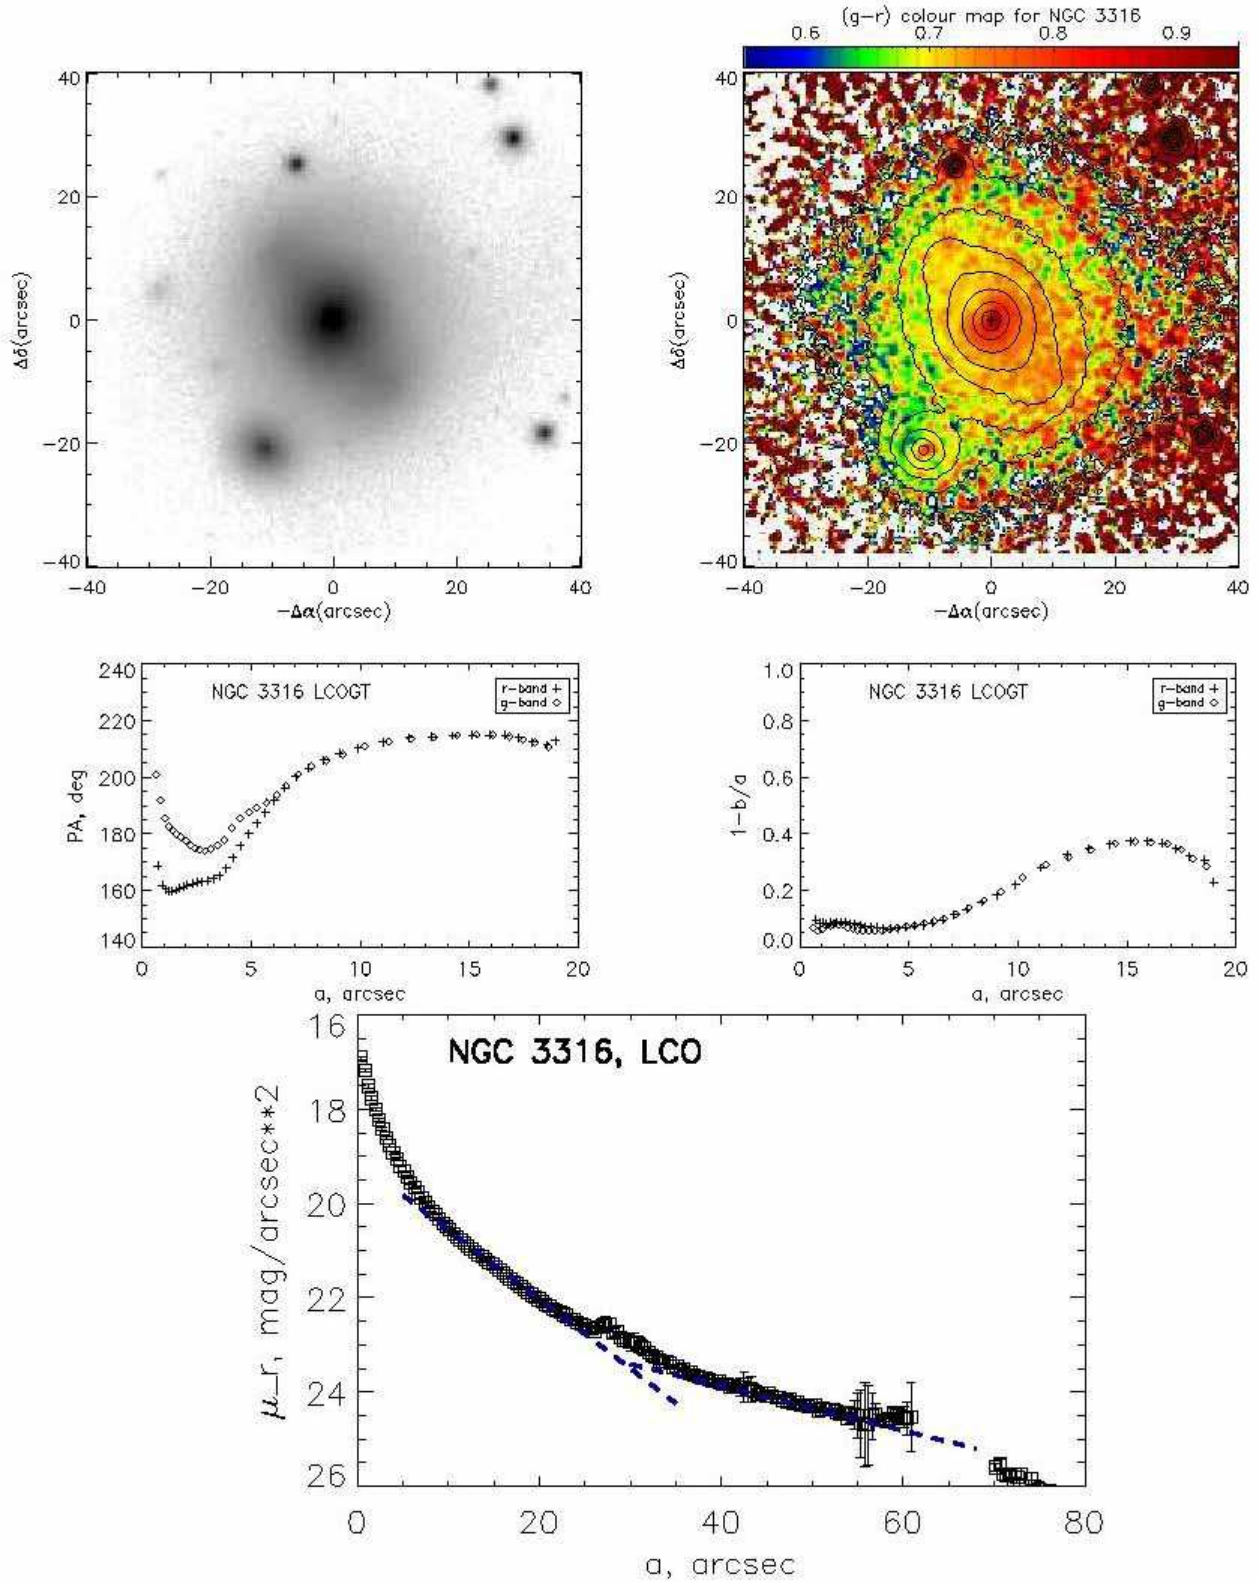 (g-r) colour map for NGC 3316
0.6 0.7 0.8 0.9
40
20
0
-20
-40
Δδ(arcsec)
-40 -20 0 20 40
-Δα(arcsec)
40
20
0
-20
-40
Δδ(arcsec)
-40 -30 -20 -10 0 10 20 30 40
-Δα(arcsec)
240
220
200
180
160
140
PA, deg
NGC 3316 LCOGT
r-band +
g-band ◇
0 5 10 15 20
a, arcsec
1.0
0.8
0.6
0.4
0.2
0.0
1-b/a
NGC 3316 LCOGT
r-band +
g-band ◇
0 5 10 15 20
a, arcsec
16
18
20
22
24
26
μ_r, mag/arcsec**2
NGC 3316, LCO
0 20 40 60 80
a, arcsec